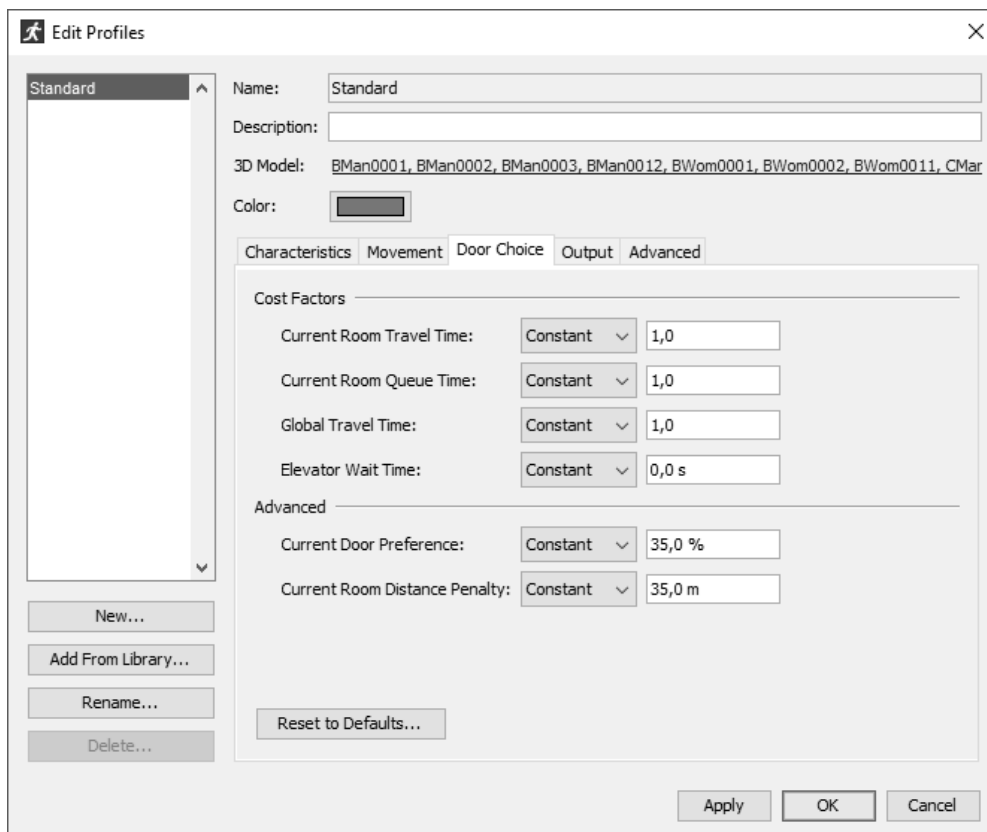 Edit Profiles
Standard
Name: Standard
Description:
3D Model: BMan0001, BMan0002, BMan0003, BMan0012, BWom0001, BWom0002, BWom0011, CMar
Color:
Characteristics Movement Door Choice Output Advanced
Cost Factors
Current Room Travel Time: Constant 1,0
Current Room Queue Time: Constant 1,0
Global Travel Time: Constant 1,0
Elevator Wait Time: Constant 0,0 s
Advanced
Current Door Preference: Constant 35,0 %
Current Room Distance Penalty: Constant 35,0 m
New...
Add From Library...
Rename...
Delete...
Reset to Defaults...
Apply OK Cancel